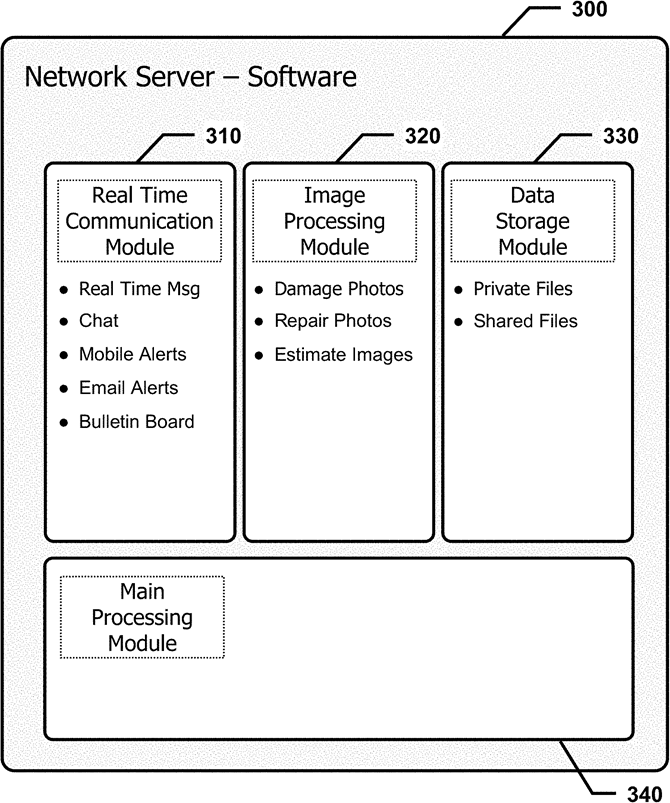 300
Network Server – Software
310
320
330
Real Time
Communication
Module
• Real Time Msg
• Chat
• Mobile Alerts
• Email Alerts
• Bulletin Board
Image
Processing
Module
• Damage Photos
• Repair Photos
• Estimate Images
Data
Storage
Module
• Private Files
• Shared Files
Main
Processing
Module
340